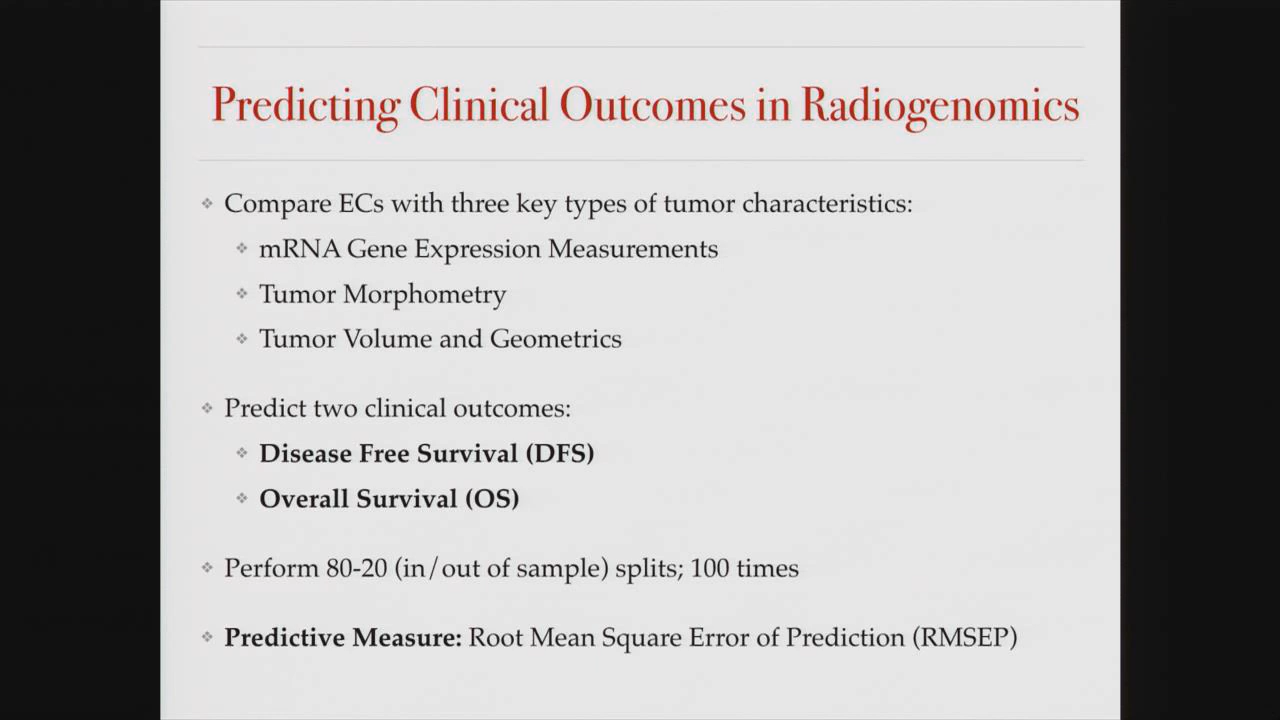 Predicting Clinical Outcomes in Radiogenomics
Compare ECs with three key types of tumor characteristics:
mRNA Gene Expression Measurements
Tumor Morphometry
Tumor Volume and Geometrics
Predict two clinical outcomes:
Disease Free Survival (DFS)
Overall Survival (OS)
Perform 80-20 (in/out of sample) splits; 100 times
Predictive Measure: Root Mean Square Error of Prediction (RMSEP)